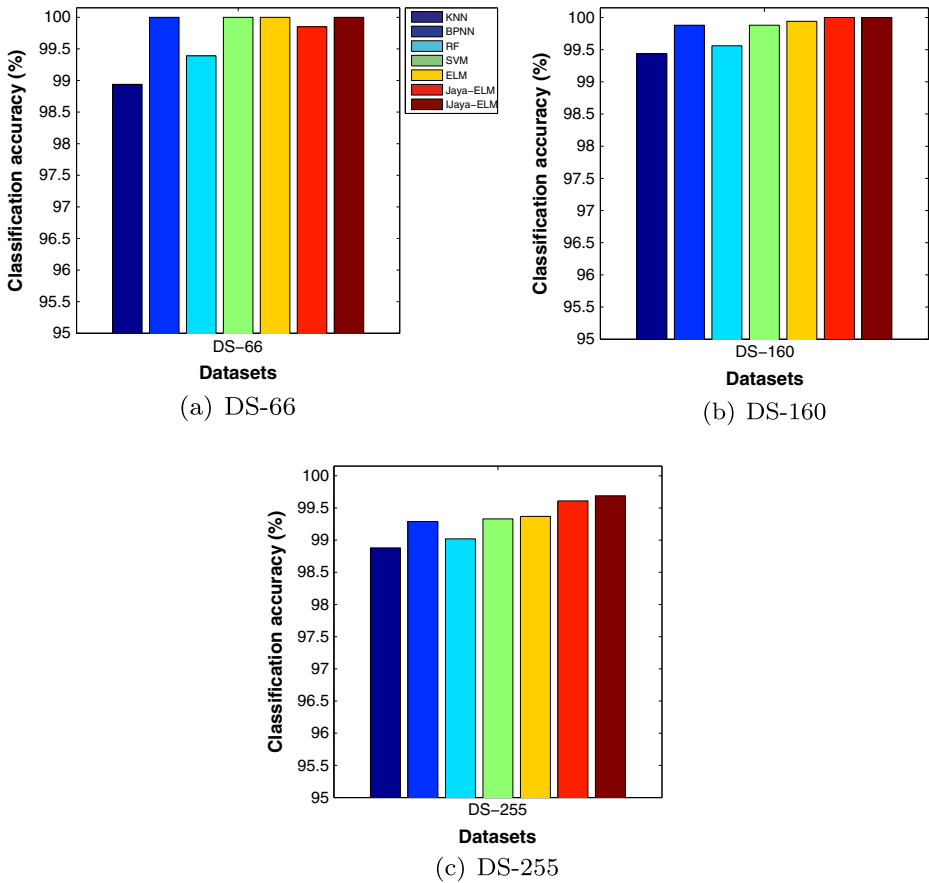 100
99.5
99
98.5
98
97.5
97
96.5
96
95.5
95
Classification accuracy (%)
DS−66
Datasets
(a) DS-66
KNN
BPNN
RF
SVM
ELM
Jaya−ELM
IJaya−ELM
100
99.5
99
98.5
98
97.5
97
96.5
96
95.5
95
Classification accuracy (%)
DS−160
Datasets
(b) DS-160
100
99.5
99
98.5
98
97.5
97
96.5
96
95.5
95
Classification accuracy (%)
DS−255
Datasets
(c) DS-255